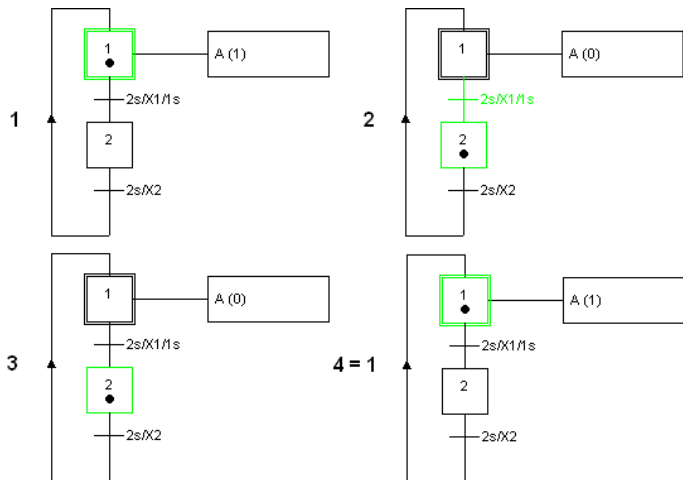 1
1
A (1)
2s/X1/1s
2
2s/X2
2
1
A (0)
2s/X1/1s
2
2s/X2
3
1
A (0)
2s/X1/1s
2
2s/X2
4 = 1
1
A (1)
2s/X1/1s
2
2s/X2